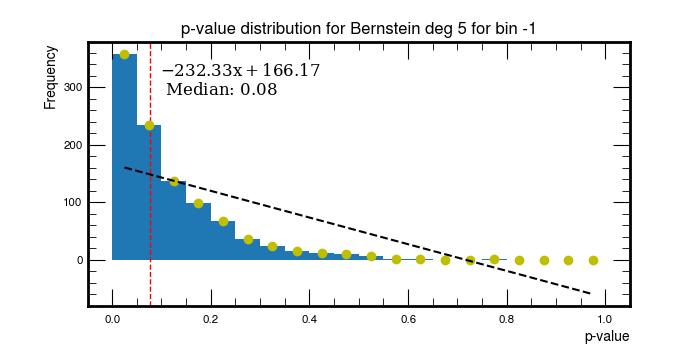 p-value distribution for Bernstein deg 5 for bin -1
Frequency
−232.33x + 166.17
Median: 0.08
300
200
100
0
0.0 0.2 0.4 0.6 0.8 1.0
p-value